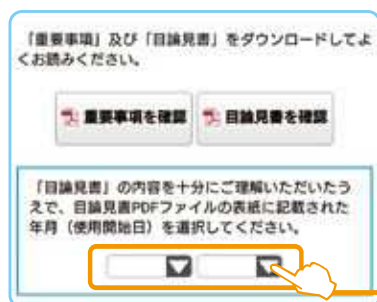 「重要事項」及び「目論見書」をダウンロードしてよ
くお読みください。
重要事項を確認 目論見書を確認
「目論見書」の内容を十分にご理解いただいたう
えで、目論見書PDFファイルの表紙に記載された
年月（使用開始日）を選択してください。